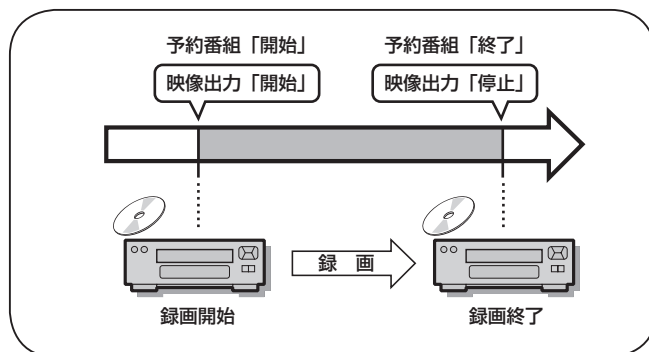 予約番組「開始」
予約番組「終了」
映像出力「開始」
映像出力「停止」
録 画
録画開始
録画終了